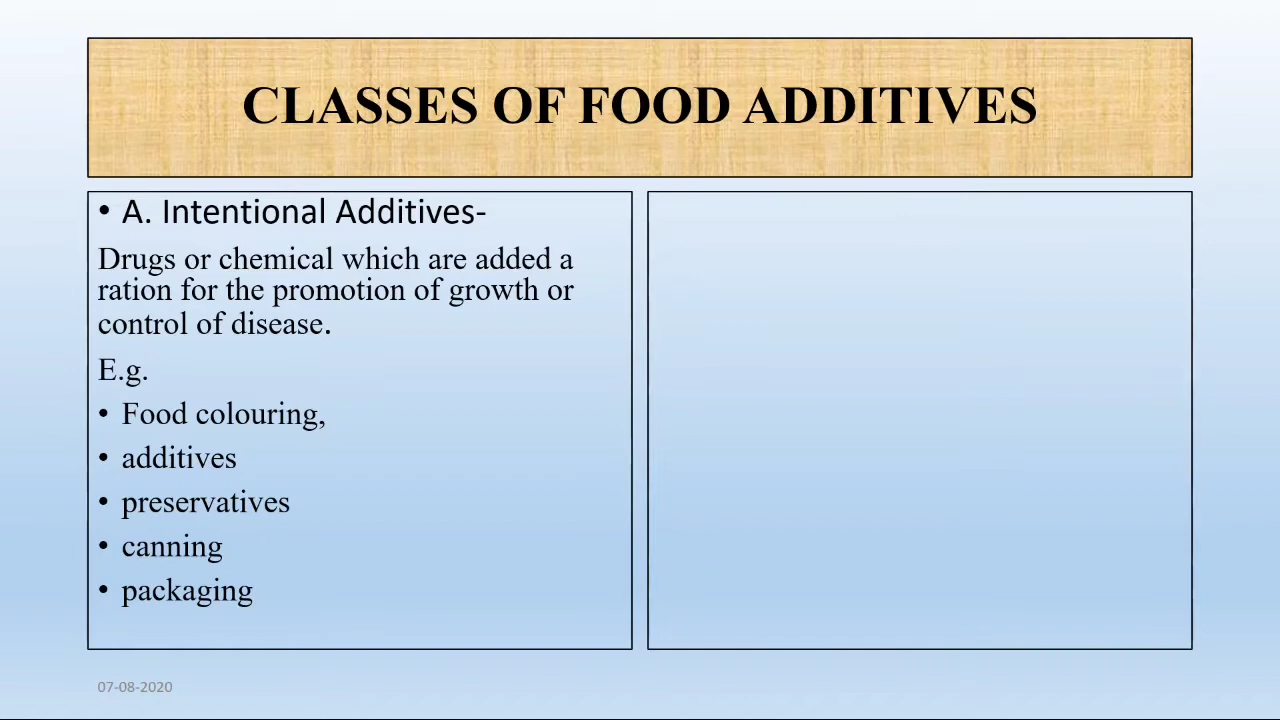 CLASSES OF FOOD ADDITIVES
• A. Intentional Additives-
Drugs or chemical which are added a
ration for the promotion of growth or
control of disease.
E.g.
• Food colouring,
• additives
• preservatives
• canning
• packaging
07-08-2020